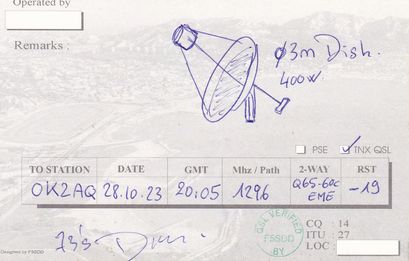 Operated by
Remarks :
Ø3m Dish.
400W.
PSE TNX QSL
TO STATION DATE GMT Mhz / Path 2-WAY RST
OK2AQ 28.10.23 20:05 1296 Q65-60C EME -19
73's
QSL VERIFIED
F5SDD
BY
CQ : 14
ITU : 27
LOC :
Designed by F5SDD